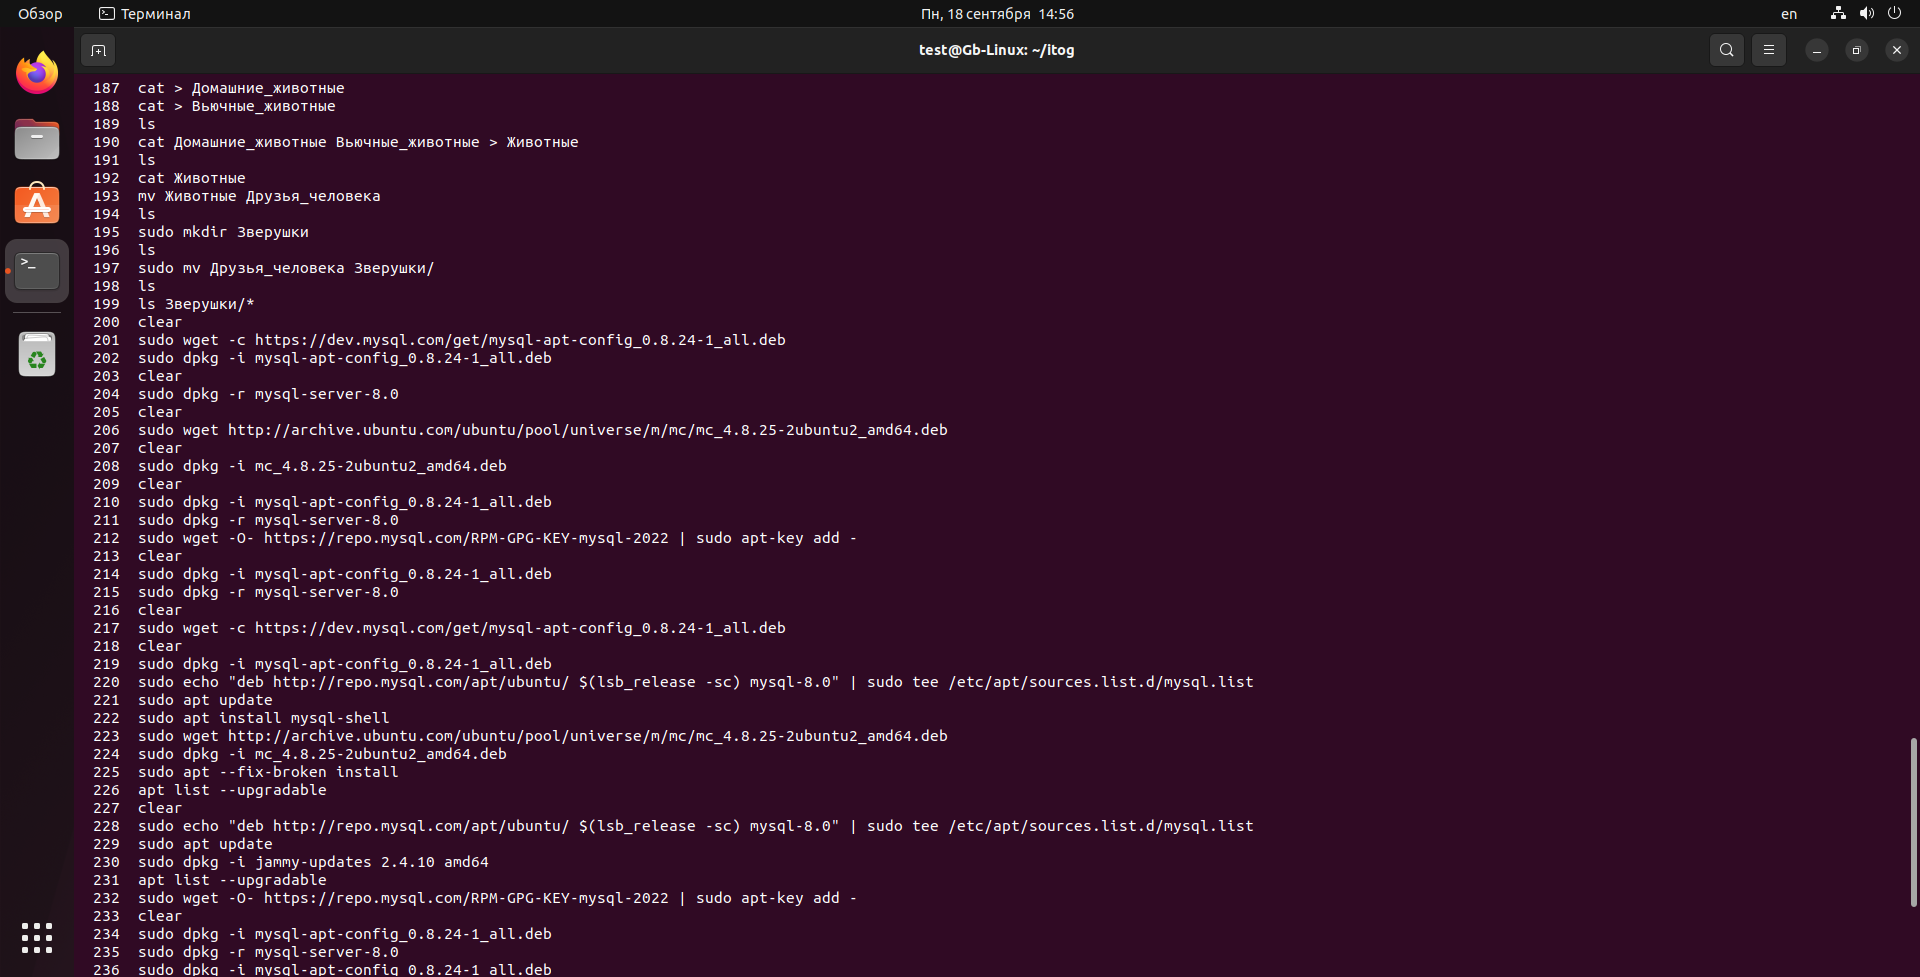 Обзор
Терминал
Пн, 18 сентября 14:56
en
test@Gb-Linux: ~/itog
187 cat > Домашние_животные
188 cat > Вьючные_животные
189 ls
190 cat Домашние_животные Вьючные_животные > Животные
191 ls
192 cat Животные
193 mv Животные Друзья_человека
194 ls
195 sudo mkdir Зверушки
196 ls
197 sudo mv Друзья_человека Зверушки/
198 ls
199 ls Зверушки/*
200 clear
201 sudo wget -c https://dev.mysql.com/get/mysql-apt-config_0.8.24-1_all.deb
202 sudo dpkg -i mysql-apt-config_0.8.24-1_all.deb
203 clear
204 sudo dpkg -r mysql-server-8.0
205 clear
206 sudo wget http://archive.ubuntu.com/ubuntu/pool/universe/m/mc/mc_4.8.25-2ubuntu2_amd64.deb
207 clear
208 sudo dpkg -i mc_4.8.25-2ubuntu2_amd64.deb
209 clear
210 sudo dpkg -i mysql-apt-config_0.8.24-1_all.deb
211 sudo dpkg -r mysql-server-8.0
212 sudo wget -O- https://repo.mysql.com/RPM-GPG-KEY-mysql-2022 | sudo apt-key add -
213 clear
214 sudo dpkg -i mysql-apt-config_0.8.24-1_all.deb
215 sudo dpkg -r mysql-server-8.0
216 clear
217 sudo wget -c https://dev.mysql.com/get/mysql-apt-config_0.8.24-1_all.deb
218 clear
219 sudo dpkg -i mysql-apt-config_0.8.24-1_all.deb
220 sudo echo "deb http://repo.mysql.com/apt/ubuntu/ $(lsb_release -sc) mysql-8.0" | sudo tee /etc/apt/sources.list.d/mysql.list
221 sudo apt update
222 sudo apt install mysql-shell
223 sudo wget http://archive.ubuntu.com/ubuntu/pool/universe/m/mc/mc_4.8.25-2ubuntu2_amd64.deb
224 sudo dpkg -i mc_4.8.25-2ubuntu2_amd64.deb
225 sudo apt --fix-broken install
226 apt list --upgradable
227 clear
228 sudo echo "deb http://repo.mysql.com/apt/ubuntu/ $(lsb_release -sc) mysql-8.0" | sudo tee /etc/apt/sources.list.d/mysql.list
229 sudo apt update
230 sudo dpkg -i jammy-updates 2.4.10 amd64
231 apt list --upgradable
232 sudo wget -O- https://repo.mysql.com/RPM-GPG-KEY-mysql-2022 | sudo apt-key add -
233 clear
234 sudo dpkg -i mysql-apt-config_0.8.24-1_all.deb
235 sudo dpkg -r mysql-server-8.0
236 sudo dpkg -i mysql-apt-config_0.8.24-1_all.deb